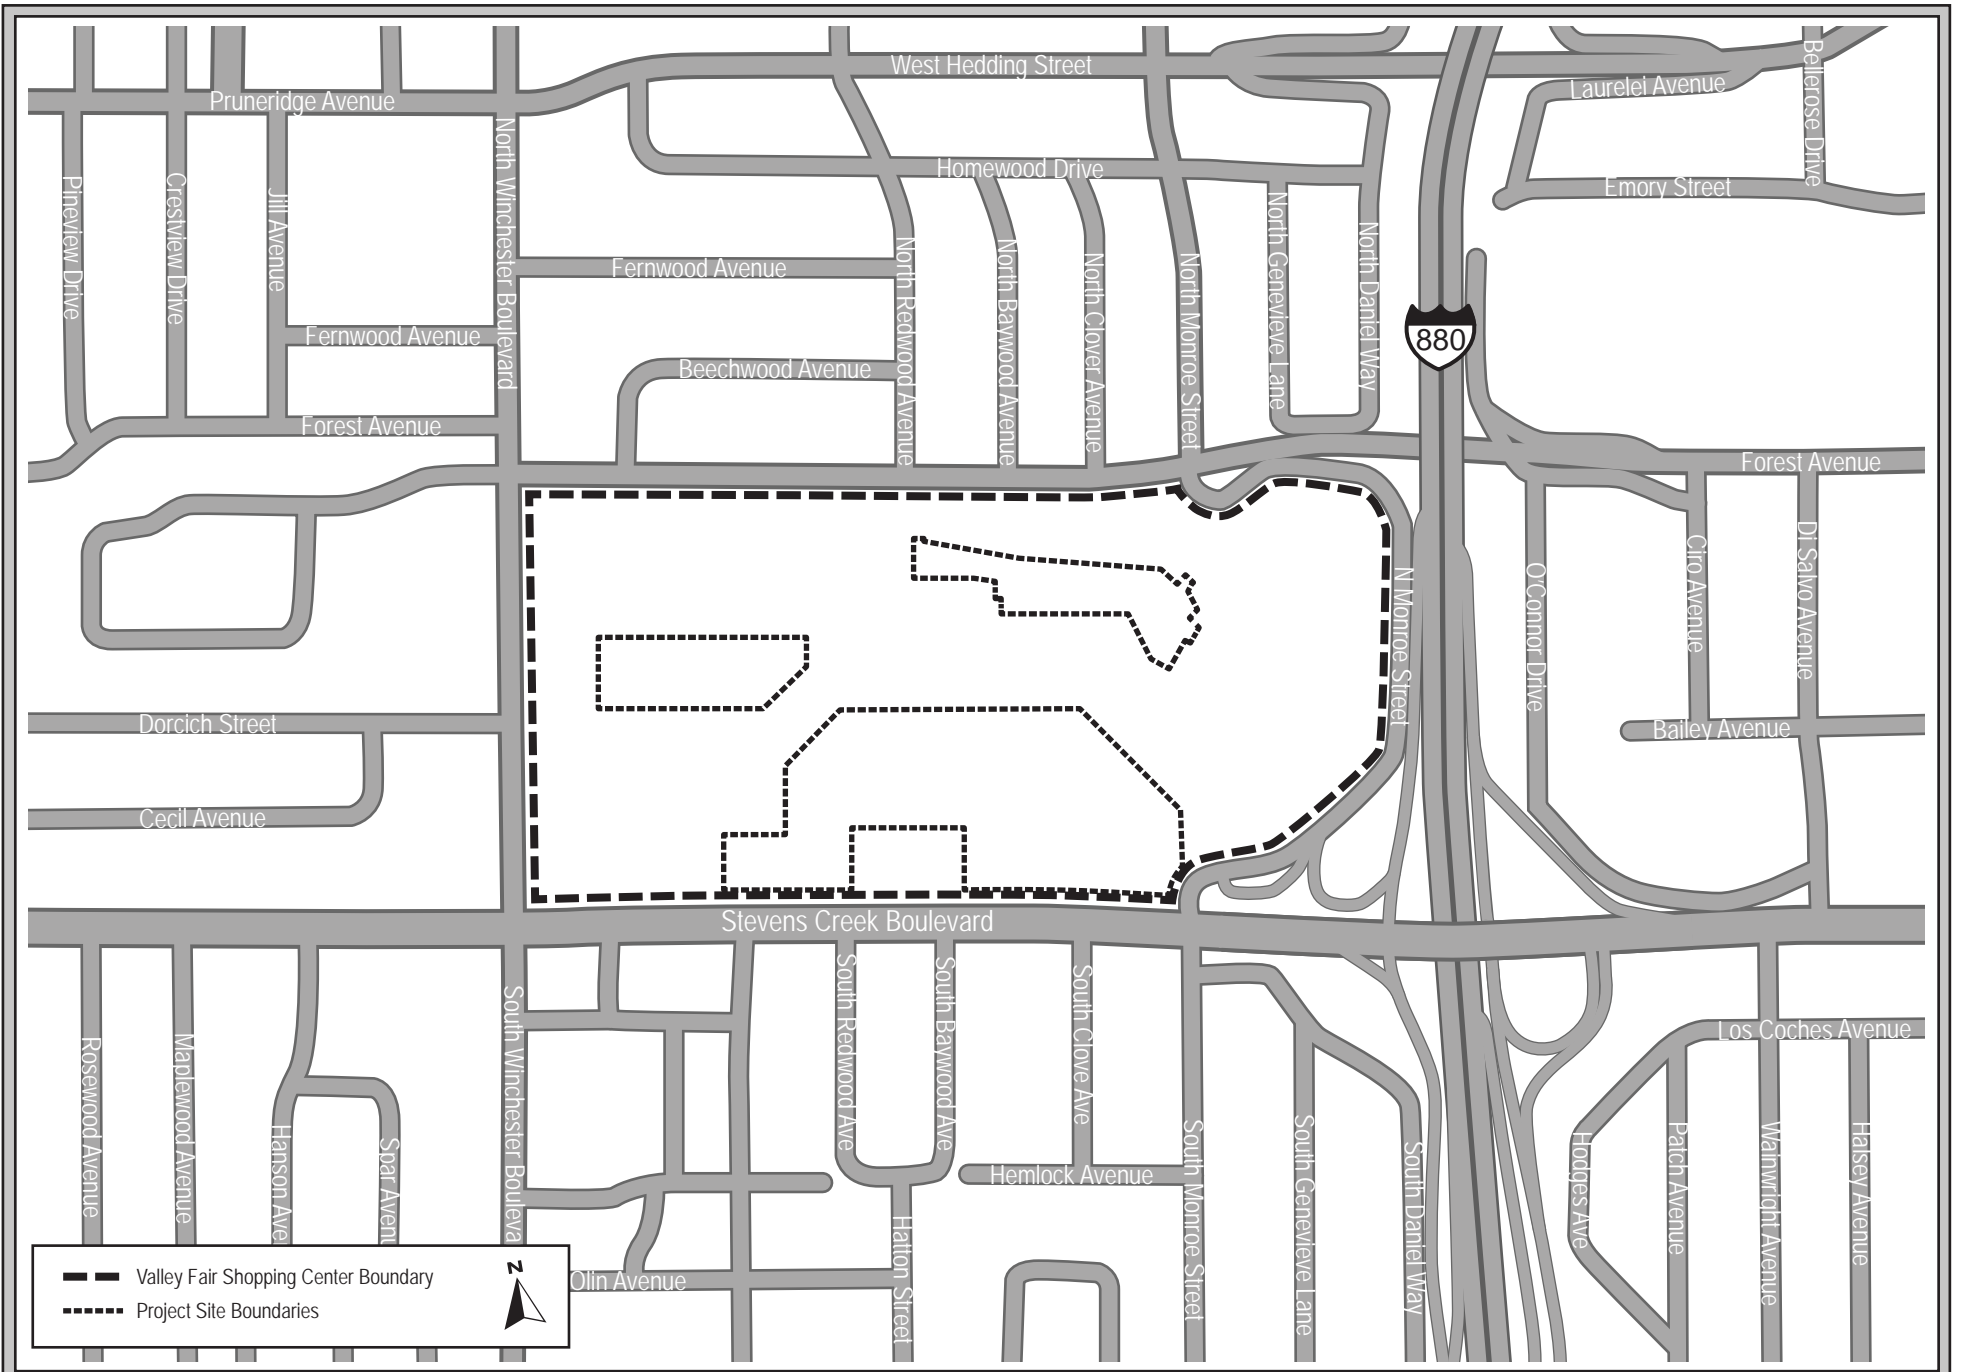 West Hedding Street
Pruneridge Avenue
Laurelei Avenue
Bellerose Drive
Homewood Drive
Emory Street
Pineview Drive
Crestview Drive
Jill Avenue
North Winchester Boulevard
Fernwood Avenue
North Redwood Avenue
North Baywood Avenue
North Clover Avenue
North Monroe Street
North Genevieve Lane
North Daniel Way
880
Fernwood Avenue
Beechwood Avenue
Forest Avenue
Forest Avenue
N Monroe Street
O'Connor Drive
Ciro Avenue
Di Salvo Avenue
Dorcich Street
Bailey Avenue
Cecil Avenue
Stevens Creek Boulevard
Rosewood Avenue
Maplewood Avenue
Hanson Ave
Spar Avenu
South Winchester Bouleva
South Redwood Ave
South Baywood Ave
South Clove Ave
Hemlock Avenue
South Monroe Street
South Genevieve Lane
South Daniel Way
Los Coches Avenue
Hodges Ave
Patch Avenue
Wainwright Avenue
Halsey Avenue
Hatton Street
Olin Avenue
Valley Fair Shopping Center Boundary
Project Site Boundaries
N